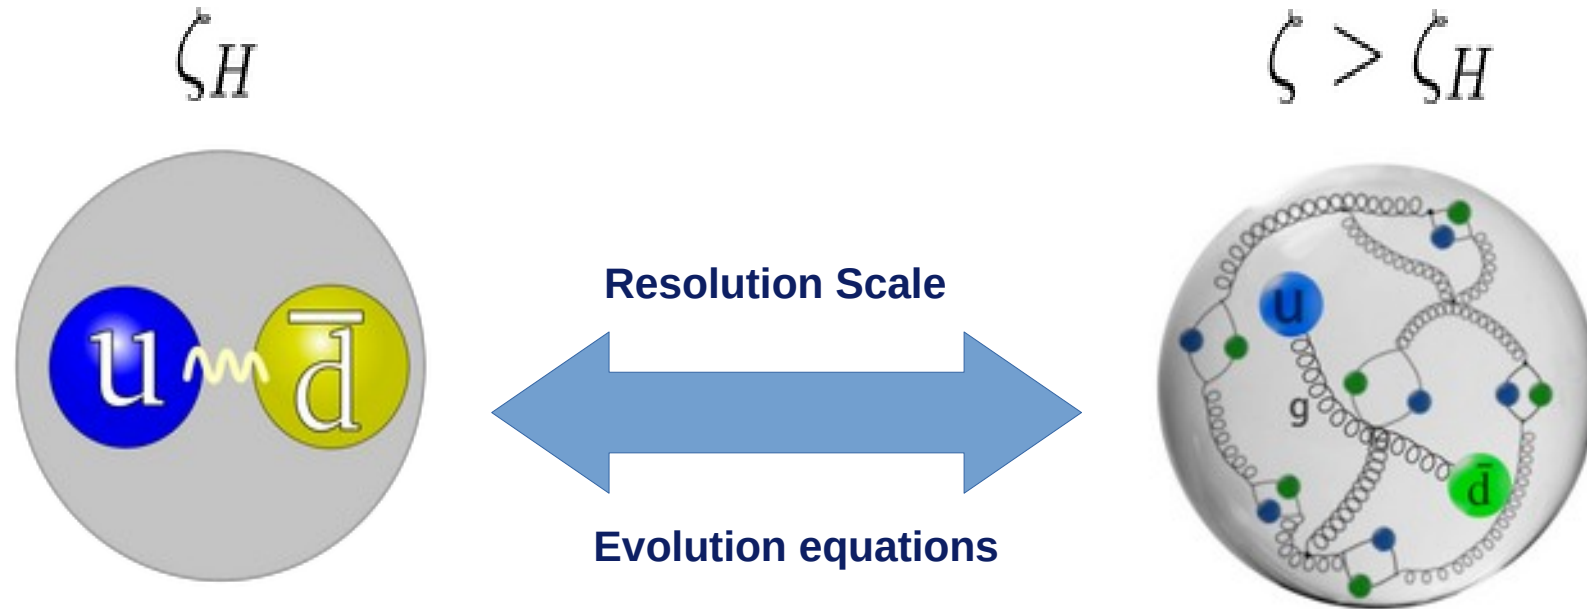 ζH
ζ > ζH
Resolution Scale
Evolution equations
u
d̅
u
g
d̅